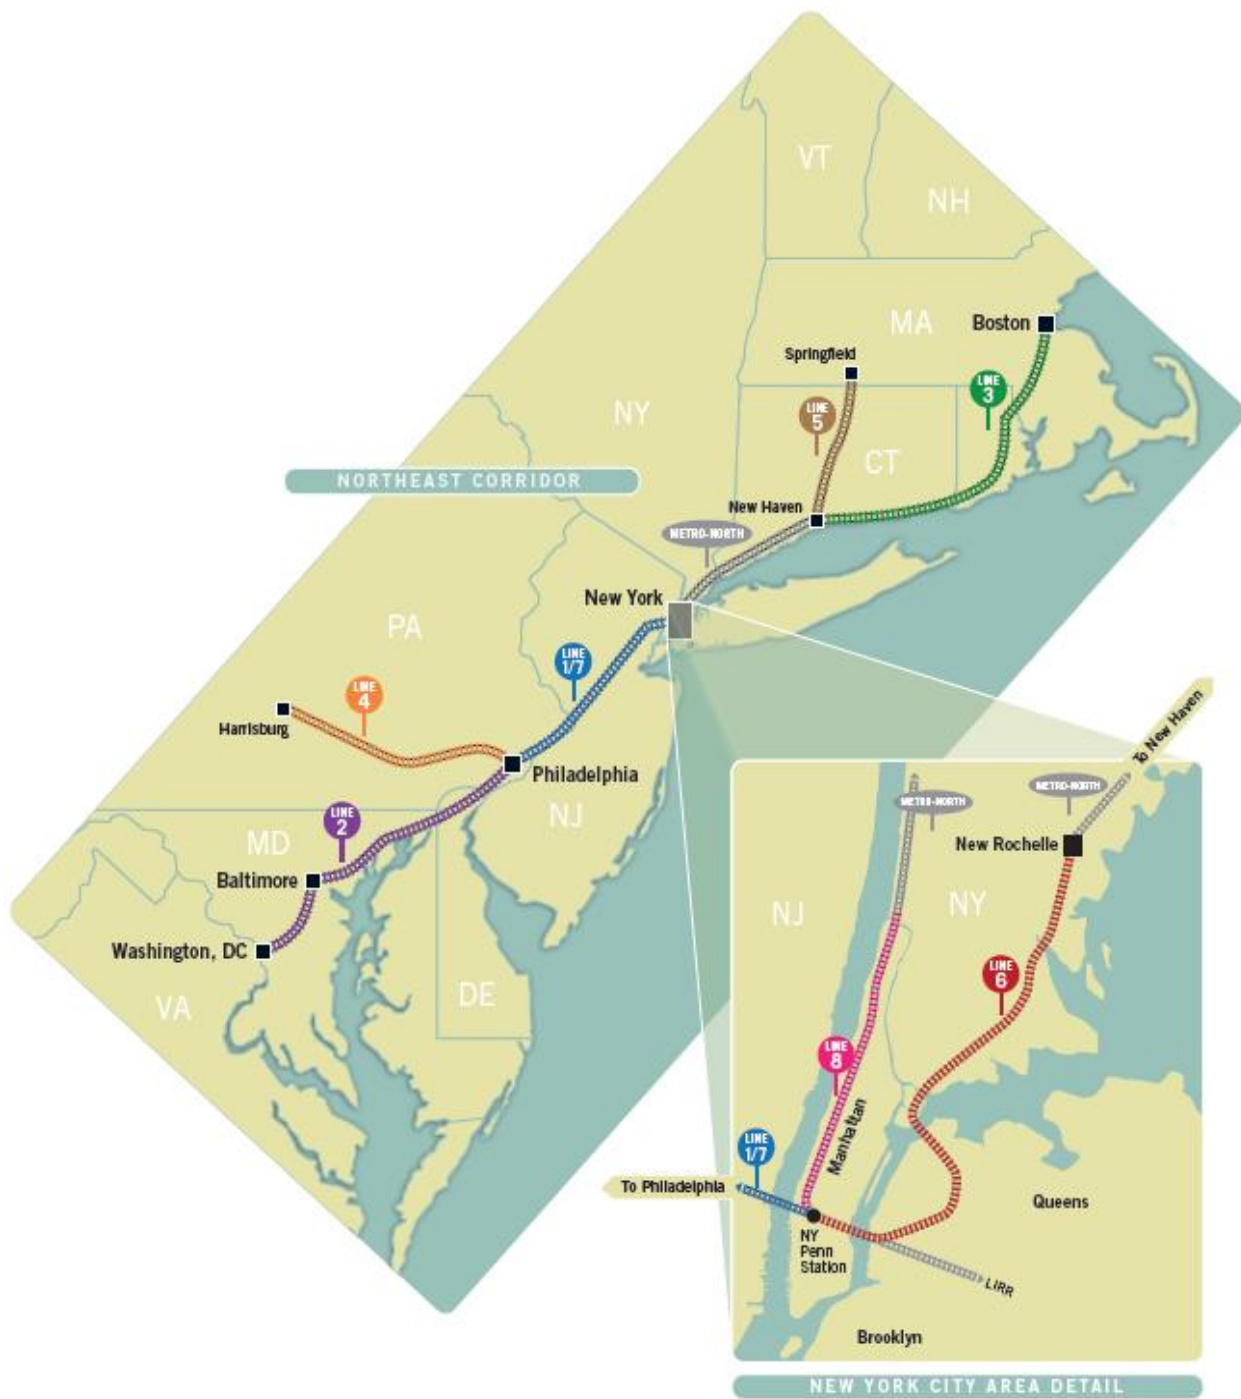 VT
NH
MA
Boston
Springfield
LINE
3
NY
LINE
5
CT
NORTHEAST CORRIDOR
New Haven
METRO-NORTH
New York
PA
LINE
1/7
LINE
4
Harrisburg
Philadelphia
NJ
LINE
2
MD
Baltimore
Washington, DC
DE
VA
To New Haven
METRO-NORTH
METRO-NORTH
New Rochelle
NJ
NY
LINE
6
LINE
8
Manhattan
LINE
1/7
To Philadelphia
Queens
NY
Penn
Station
LIRR
Brooklyn
NEW YORK CITY AREA DETAIL